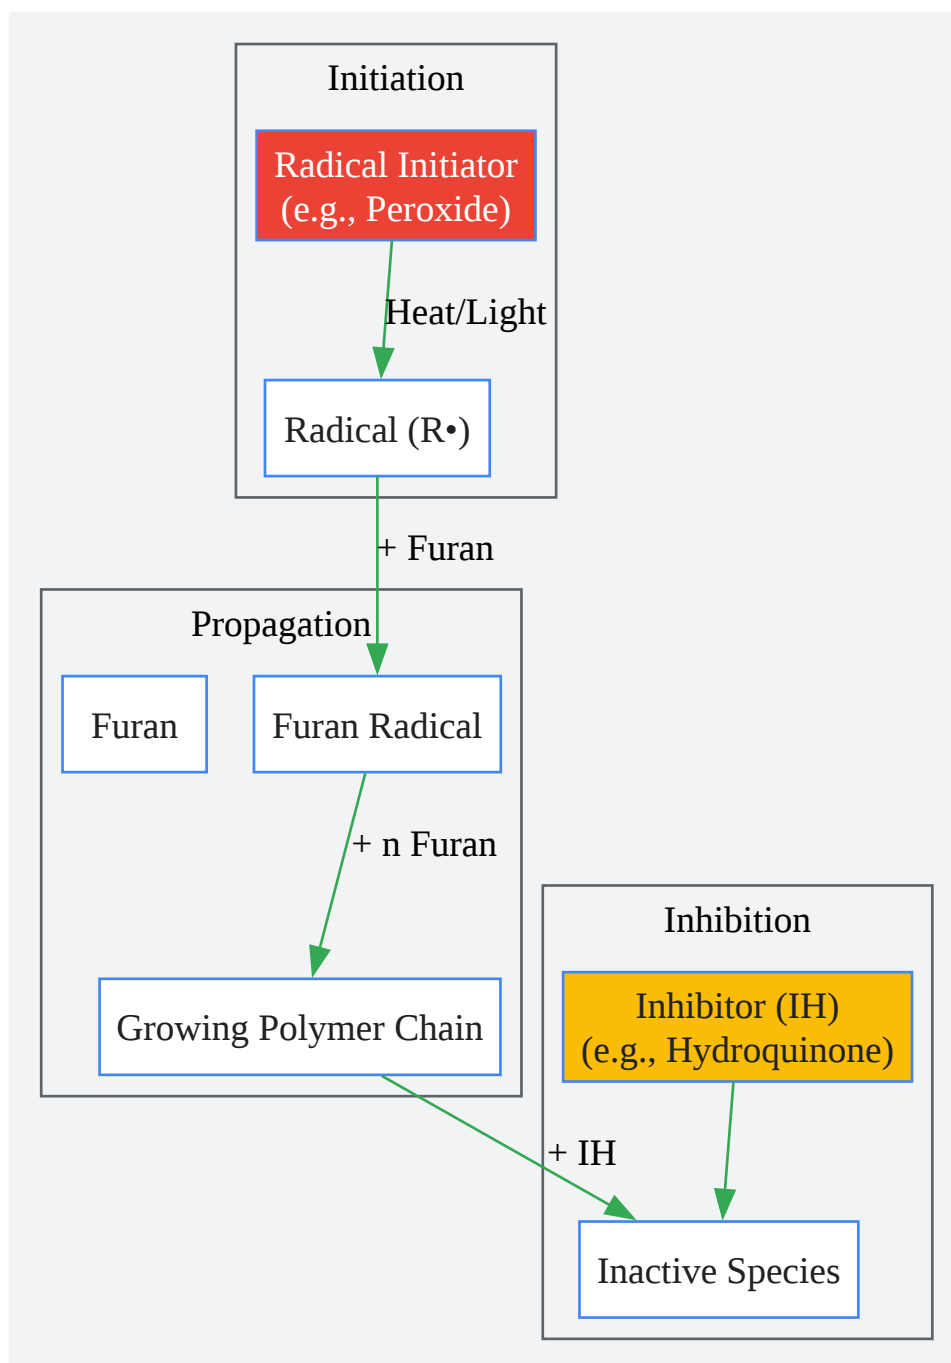 Initiation
Radical Initiator
(e.g., Peroxide)
Heat/Light
Radical (R•)
+ Furan
Propagation
Furan
Furan Radical
+ n Furan
Growing Polymer Chain
Inhibition
Inhibitor (IH)
(e.g., Hydroquinone)
+ IH
Inactive Species